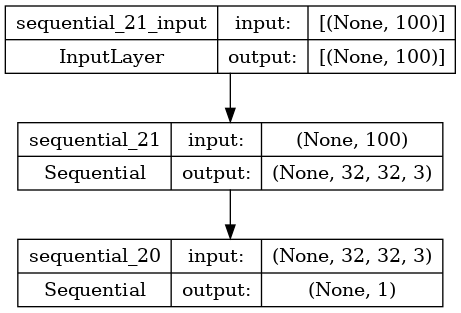 sequential_21_input input: [(None, 100)]
InputLayer output: [(None, 100)]
sequential_21 input: (None, 100)
Sequential output: (None, 32, 32, 3)
sequential_20 input: (None, 32, 32, 3)
Sequential output: (None, 1)